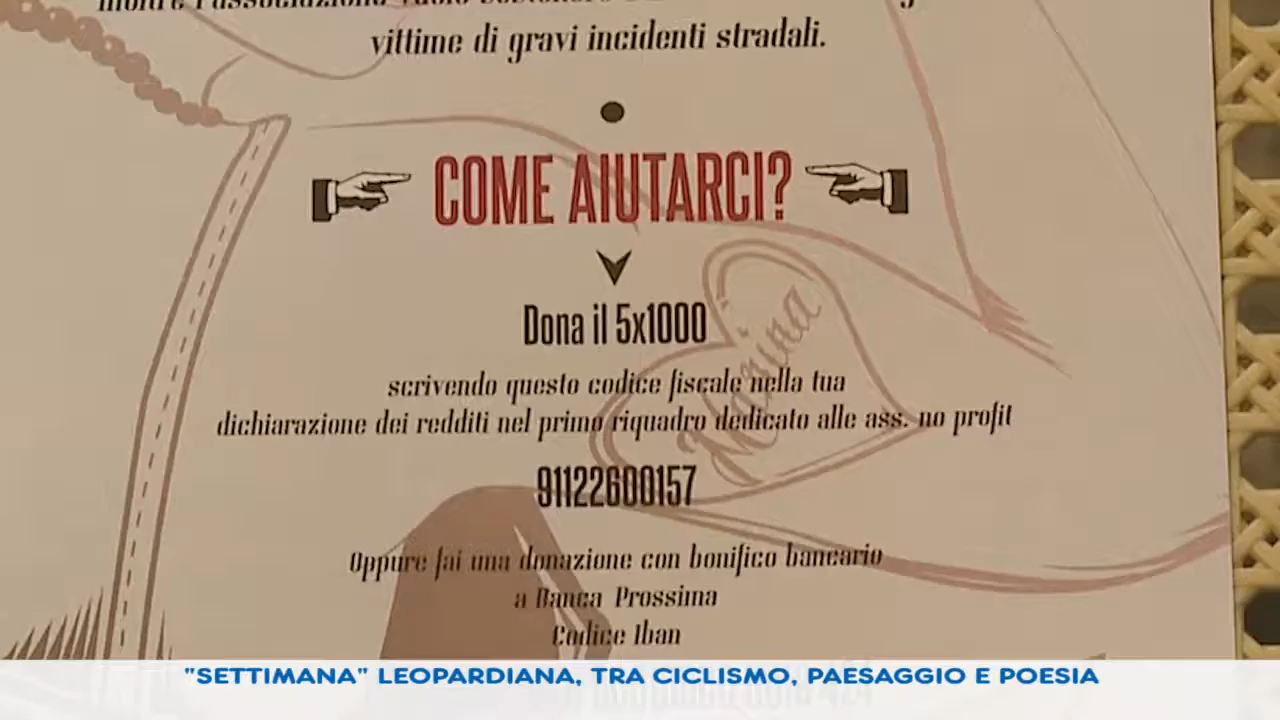 vittime di gravi incidenti stradali.
COME AIUTARCI?
Dona il 5x1000
scrivendo questo codice fiscale nella tua
dichiarazione dei redditi nel primo riquadro dedicato alle ass. no profit
91122600157
Oppure fai una donazione con bonifico bancario
a Banca Prossima
Codice Iban
"SETTIMANA" LEOPARDIANA, TRA CICLISMO, PAESAGGIO E POESIA